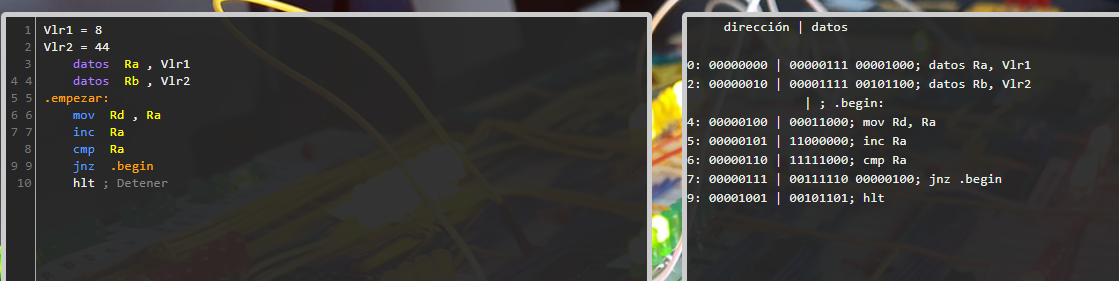 1 Vlr1 = 8
2 Vlr2 = 44
3 datos Ra , Vlr1
4 4 datos Rb , Vlr2
5 5 .empezar:
6 6 mov Rd , Ra
7 7 inc Ra
8 cmp Ra
9 9 jnz .begin
10 hlt ; Detener
dirección | datos
0: 00000000 | 00000111 00001000; datos Ra, Vlr1
2: 00000010 | 00001111 00101100; datos Rb, Vlr2
| ; .begin:
4: 00000100 | 00011000; mov Rd, Ra
5: 00000101 | 11000000; inc Ra
6: 00000110 | 11111000; cmp Ra
7: 00000111 | 00111110 00000100; jnz .begin
9: 00001001 | 00101101; hlt